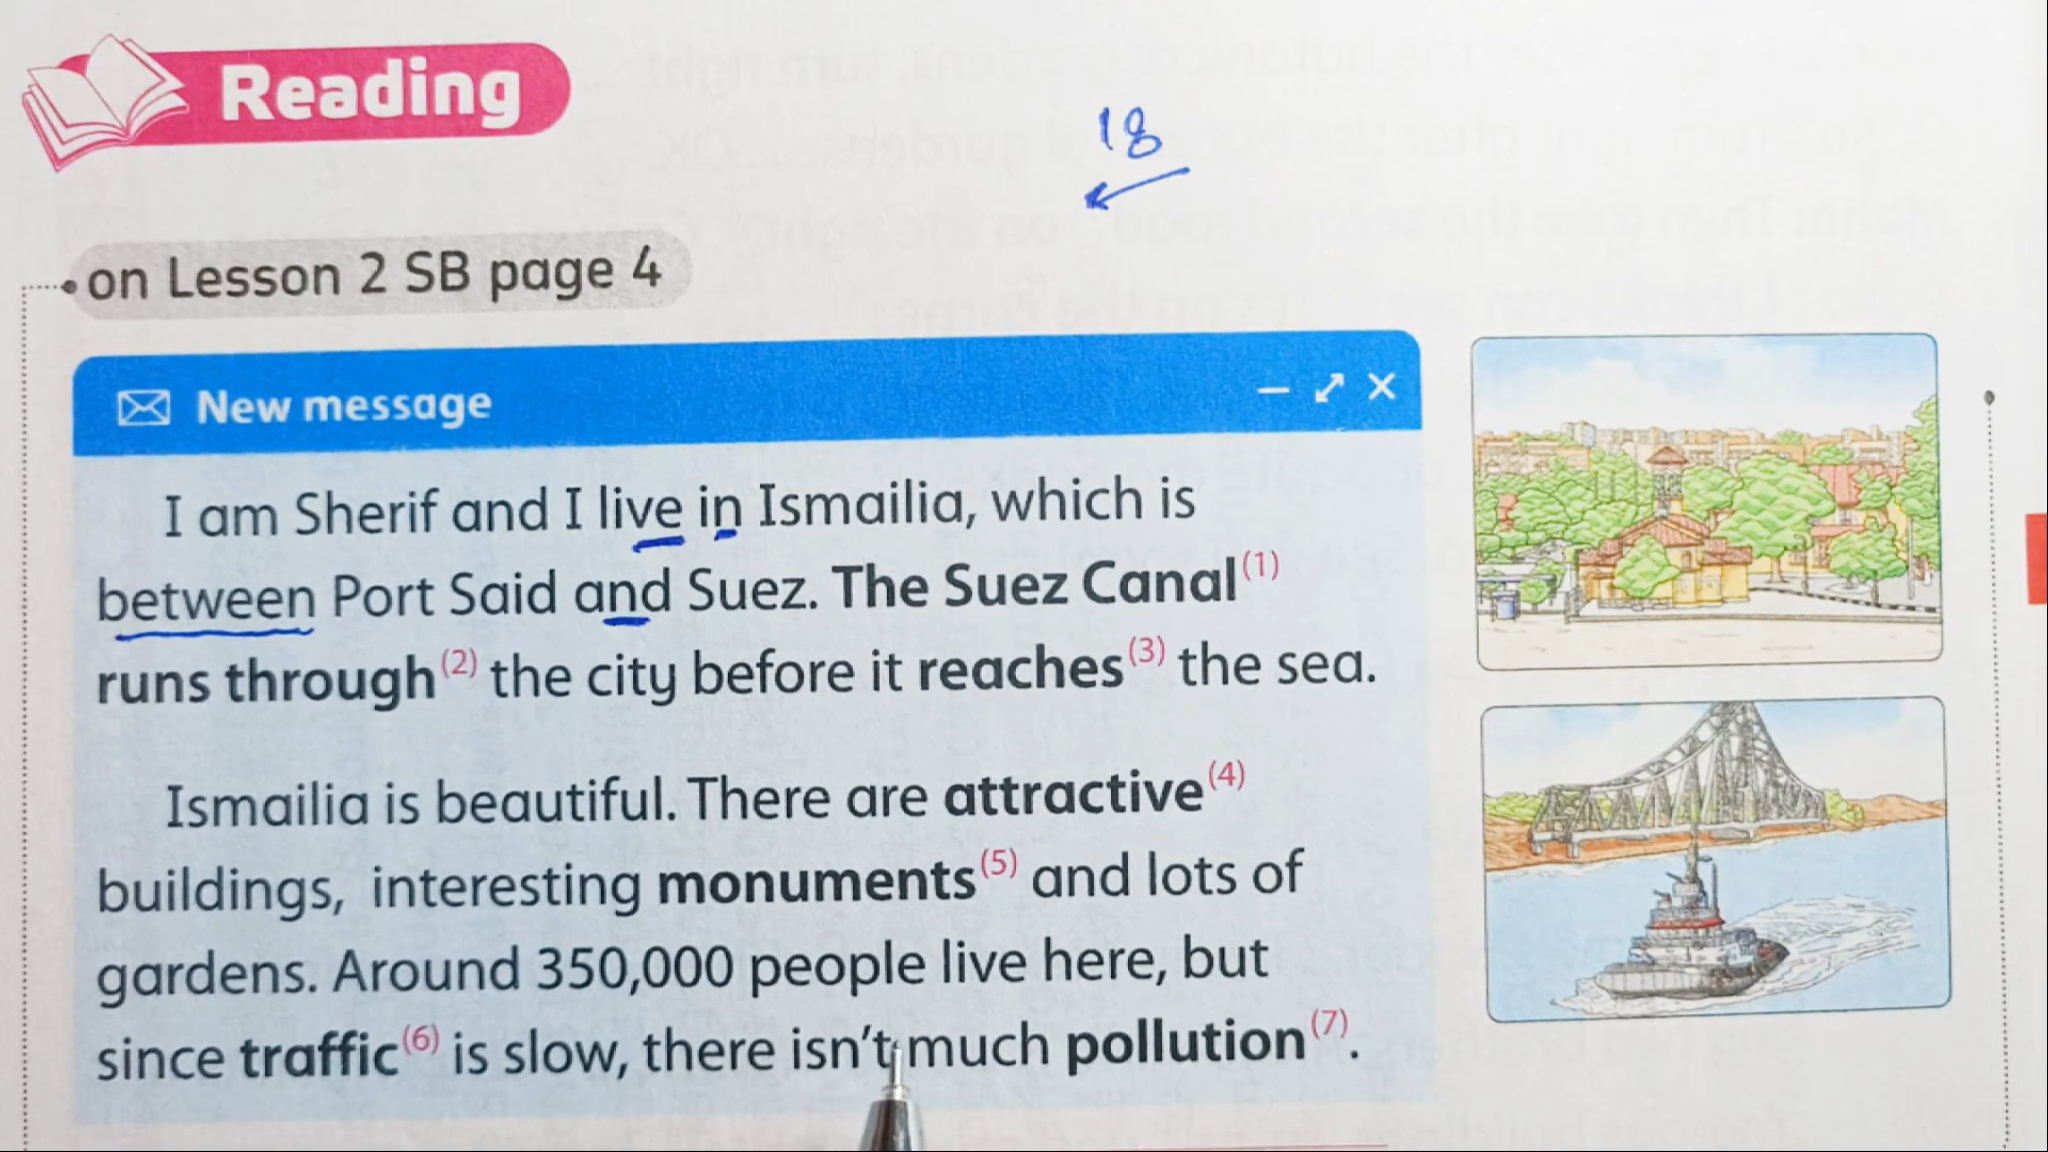 Reading
18
on Lesson 2 SB page 4
New message
I am Sherif and I live in Ismailia, which is
between Port Said and Suez. The Suez Canal(1)
runs through(2) the city before it reaches(3) the sea.
Ismailia is beautiful. There are attractive(4)
buildings, interesting monuments(5) and lots of
gardens. Around 350,000 people live here, but
since traffic(6) is slow, there isn't much pollution(7).